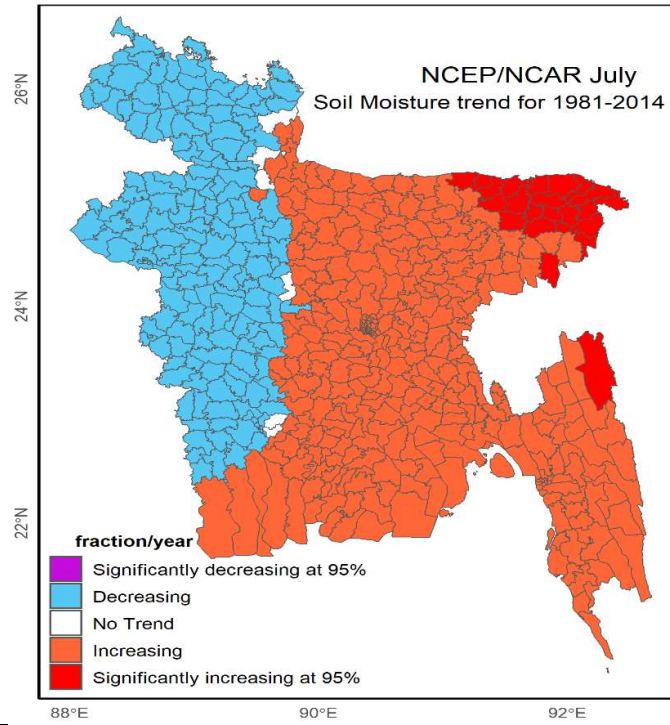 NCEP/NCAR July
Soil Moisture trend for 1981-2014
26°N
24°N
22°N
fraction/year
Significantly decreasing at 95%
Decreasing
No Trend
Increasing
Significantly increasing at 95%
88°E
90°E
92°E